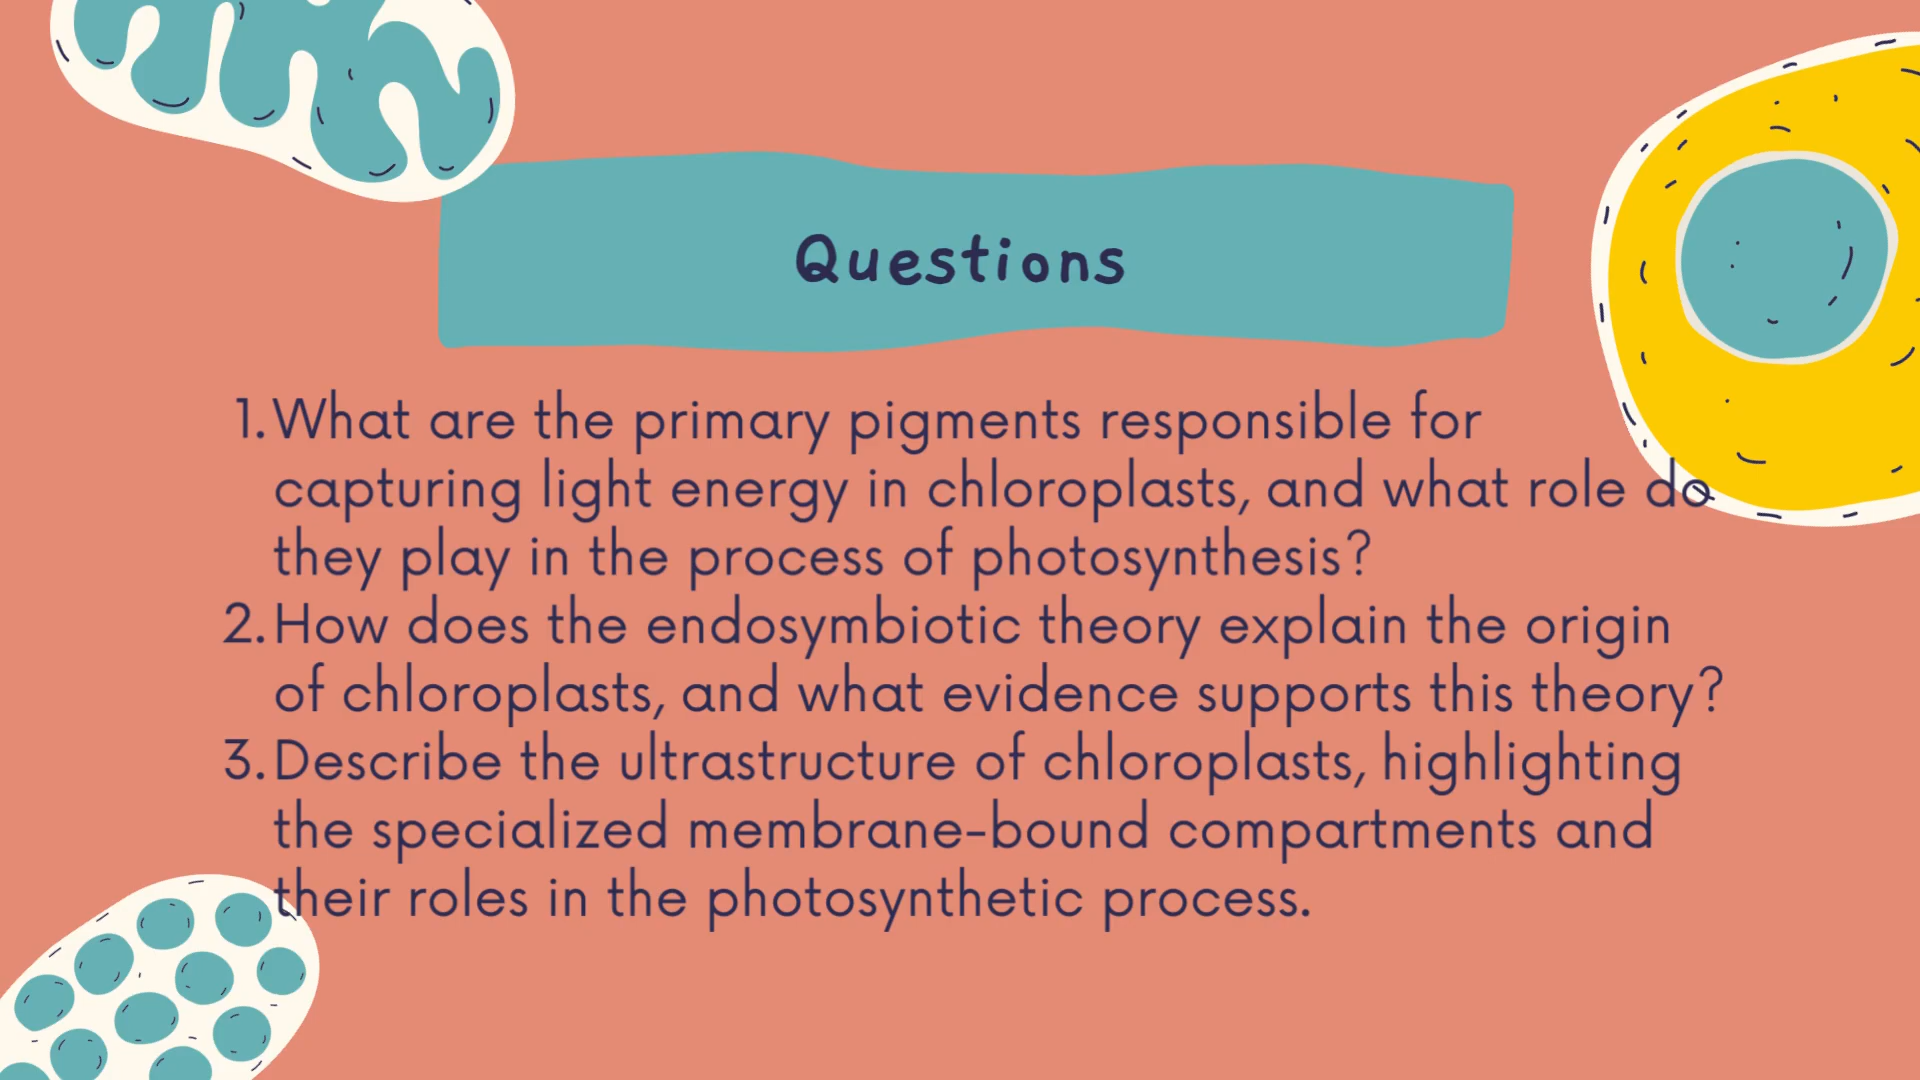 Questions
1. What are the primary pigments responsible for
capturing light energy in chloroplasts, and what role do
they play in the process of photosynthesis?
2. How does the endosymbiotic theory explain the origin
of chloroplasts, and what evidence supports this theory?
3. Describe the ultrastructure of chloroplasts, highlighting
the specialized membrane-bound compartments and
their roles in the photosynthetic process.